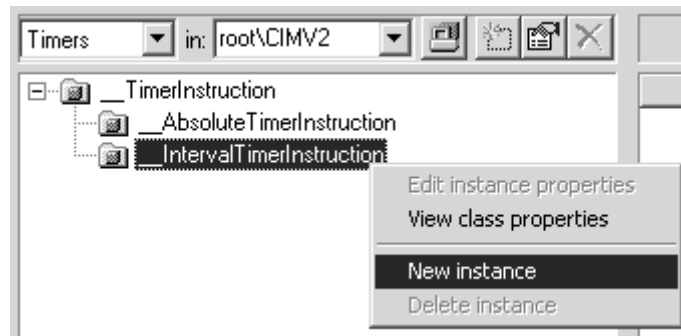 Timers in: root\CIMV2
__TimerInstruction
__AbsoluteTimerInstruction
__IntervalTimerInstruction
Edit instance properties
View class properties
New instance
Delete instance